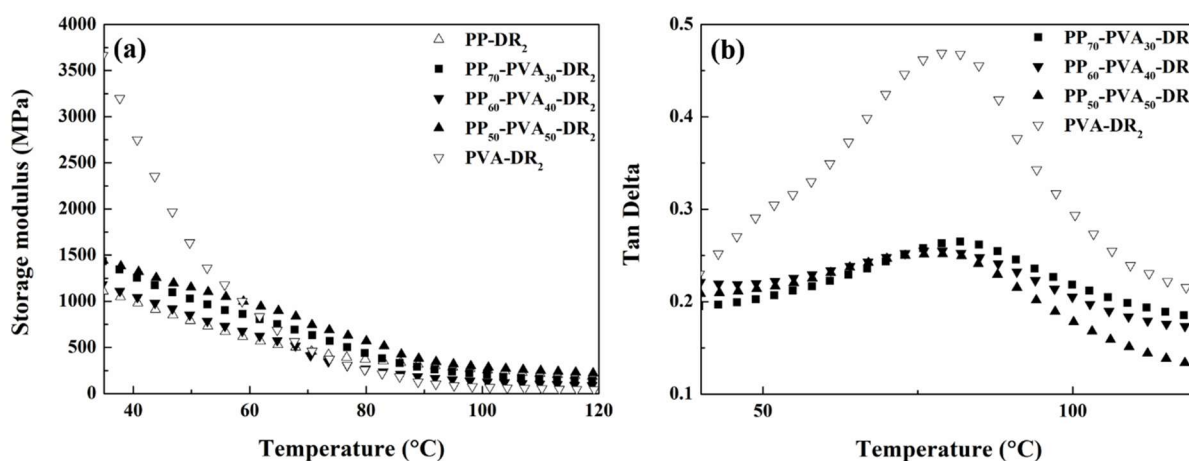 (a)
4000
3500
3000
2500
2000
1500
1000
500
0
Storage modulus (MPa)
PP-DR₂
PP₇₀-PVA₃₀-DR₂
PP₆₀-PVA₄₀-DR₂
PP₅₀-PVA₅₀-DR₂
PVA-DR₂
40
60
80
100
120
Temperature (°C)
(b)
0.5
0.4
0.3
0.2
0.1
Tan Delta
PP₇₀-PVA₃₀-DR
PP₆₀-PVA₄₀-DR
PP₅₀-PVA₅₀-DR
PVA-DR₂
50
100
Temperature (°C)